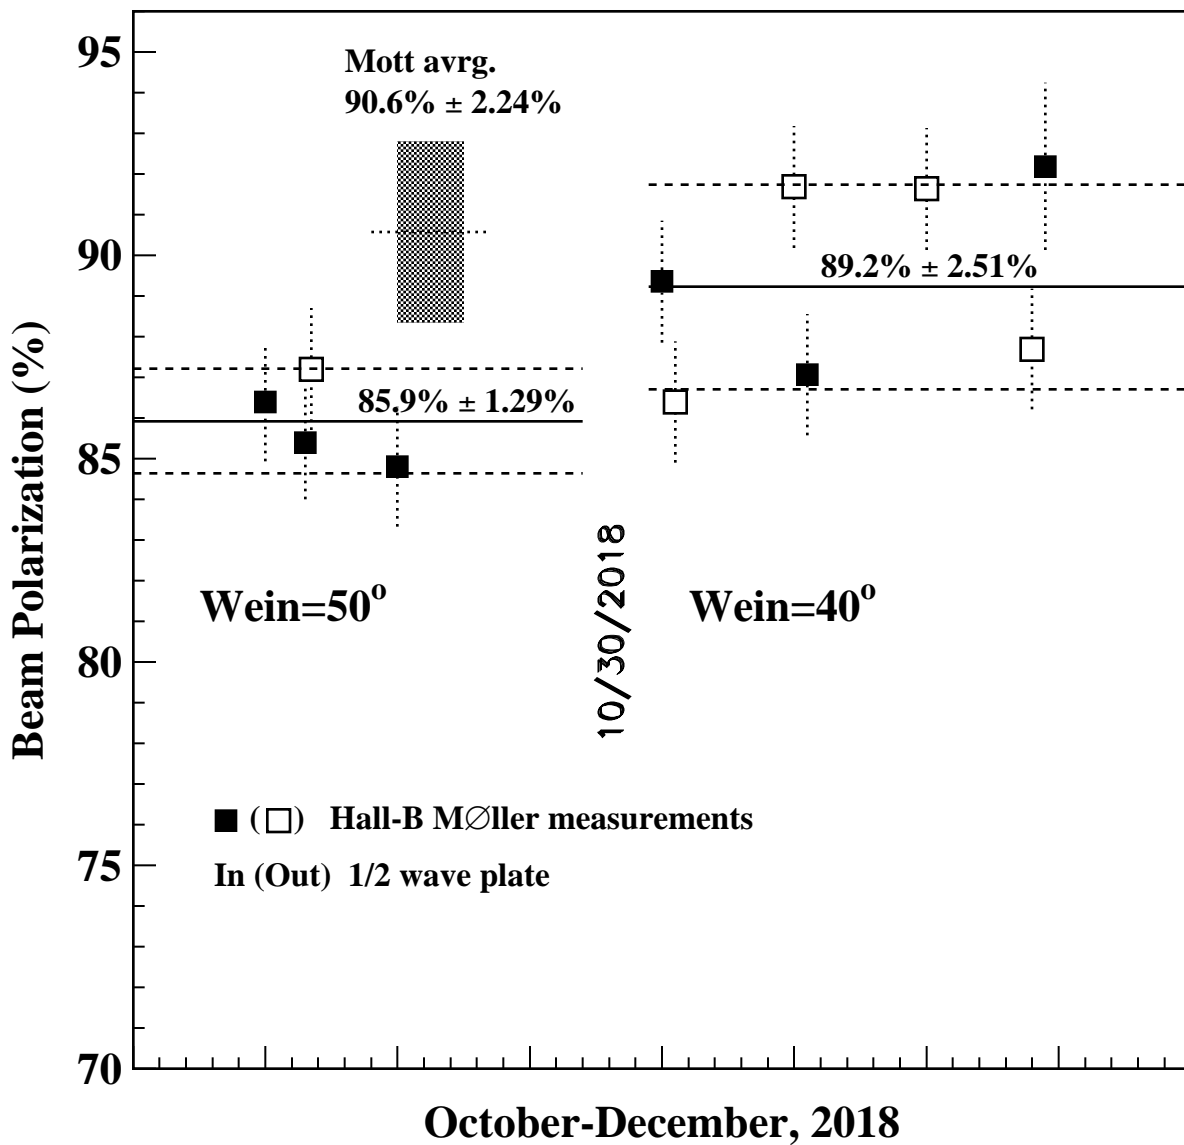 95
Mott avrg.
90.6% ± 2.24%
90
89.2% ± 2.51%
85.9% ± 1.29%
85
Wein=50°
10/30/2018
Wein=40°
80
(□) Hall-B MØller measurements
In (Out) 1/2 wave plate
75
70
Beam Polarization (%)
October-December, 2018